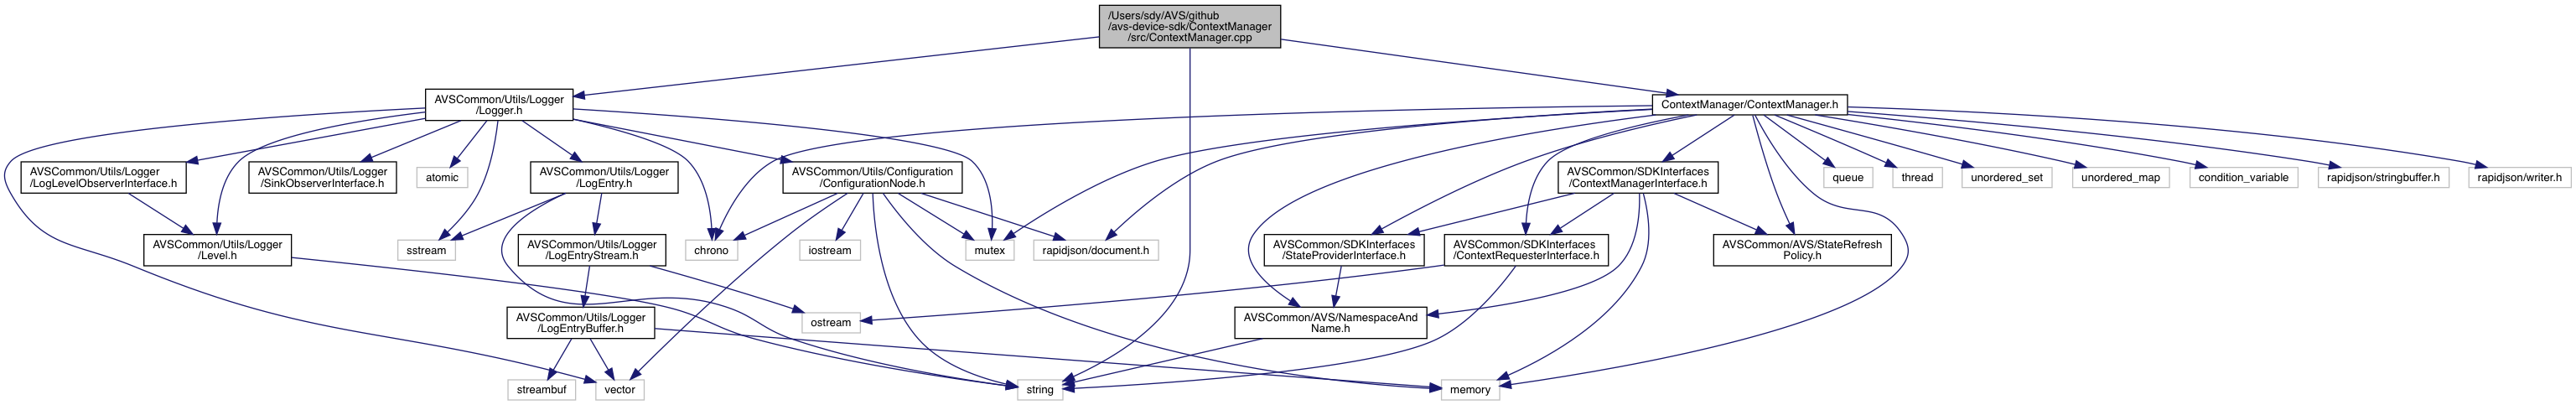 /Users/sdy/AVS/github
/avs-device-sdk/ContextManager
/src/ContextManager.cpp
AVSCommon/Utils/Logger
/Logger.h
ContextManager/ContextManager.h
AVSCommon/Utils/Logger
/LogLevelObserverInterface.h
AVSCommon/Utils/Logger
/SinkObserverInterface.h
atomic
AVSCommon/Utils/Logger
/LogEntry.h
AVSCommon/Utils/Configuration
/ConfigurationNode.h
AVSCommon/SDKInterfaces
/ContextManagerInterface.h
queue
thread
unordered_set
unordered_map
condition_variable
rapidjson/stringbuffer.h
rapidjson/writer.h
AVSCommon/Utils/Logger
/Level.h
sstream
AVSCommon/Utils/Logger
/LogEntryStream.h
chrono
iostream
mutex
rapidjson/document.h
AVSCommon/SDKInterfaces
/StateProviderInterface.h
AVSCommon/SDKInterfaces
/ContextRequesterInterface.h
AVSCommon/AVS/StateRefresh
Policy.h
AVSCommon/Utils/Logger
/LogEntryBuffer.h
ostream
AVSCommon/AVS/NamespaceAnd
Name.h
streambuf
vector
string
memory